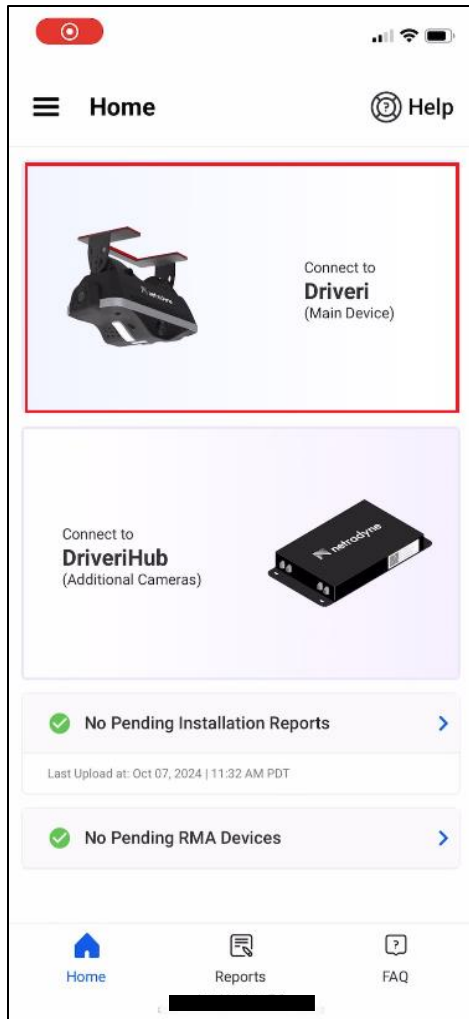 Home
Help
netradyne
Connect to
Driveri
(Main Device)
Connect to
DriveriHub
(Additional Cameras)
netradyne
No Pending Installation Reports
Last Upload at: Oct 07, 2024 | 11:32 AM PDT
No Pending RMA Devices
Home
Reports
FAQ